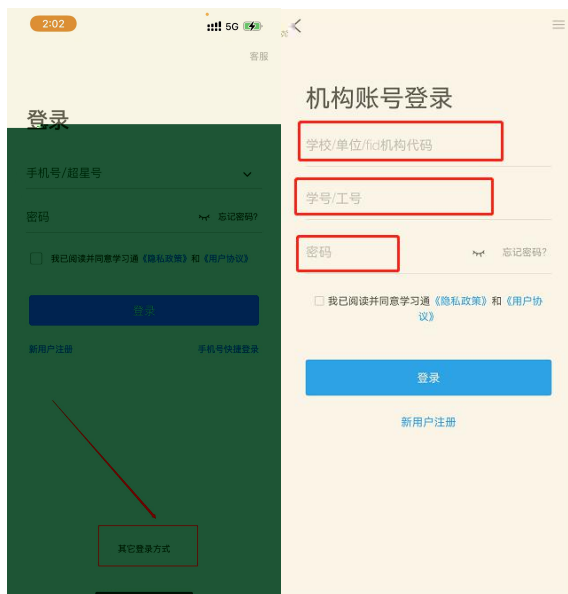 2:02
5G
客服
登录
手机号/超星号
密码
忘记密码?
我已阅读并同意学习通《隐私政策》和《用户协议》
登录
新用户注册
手机号快捷登录
其它登录方式
机构账号登录
学校/单位/fid机构代码
学号/工号
密码
忘记密码?
我已阅读并同意学习通《隐私政策》和《用户协
议》
登录
新用户注册